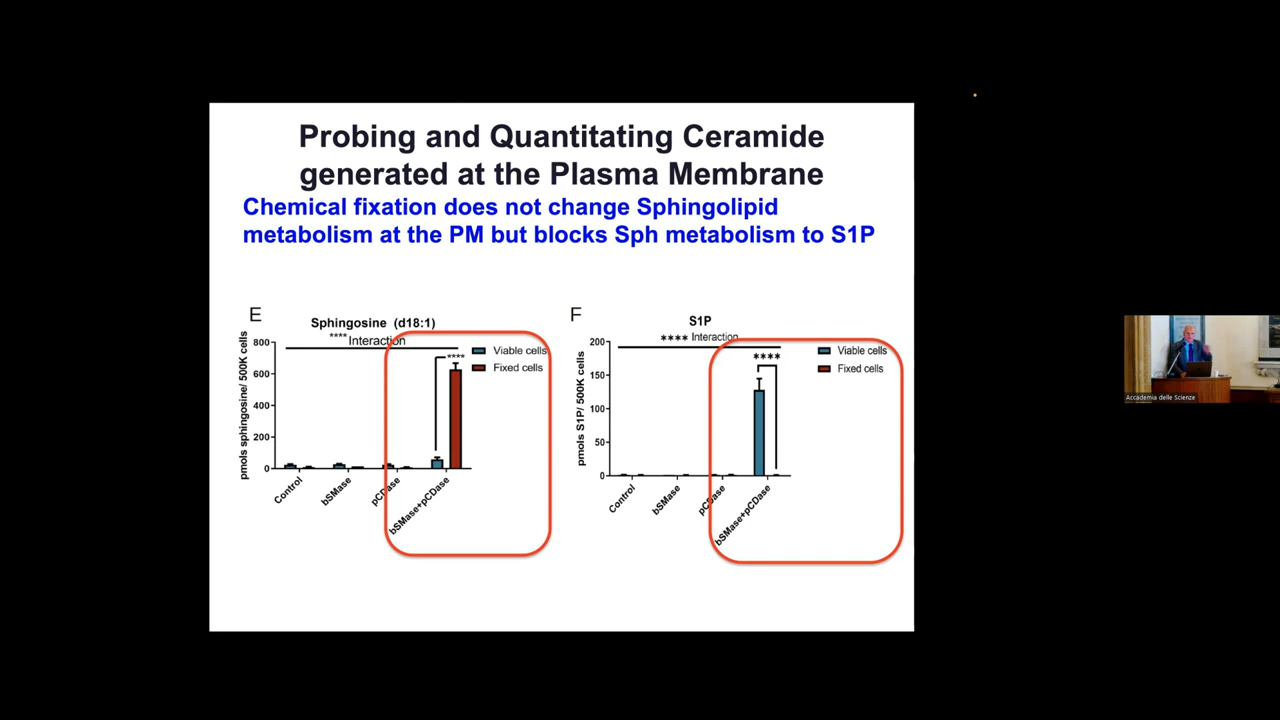 Probing and Quantitating Ceramide
generated at the Plasma Membrane
Chemical fixation does not change Sphingolipid
metabolism at the PM but blocks Sph metabolism to S1P
E
Sphingosine (d18:1)
**** Interaction
pmols sphingosine/ 500K cells
800
600
400
200
0
****
Viable cells
Fixed cells
Control
bSMase
pCDase
bSMase+pCDase
F
S1P
**** Interaction
pmols S1P/ 500K cells
200
150
100
50
0
****
Viable cells
Fixed cells
Control
bSMase
pCDase
bSMase+pCDase
Accademia delle Scienze